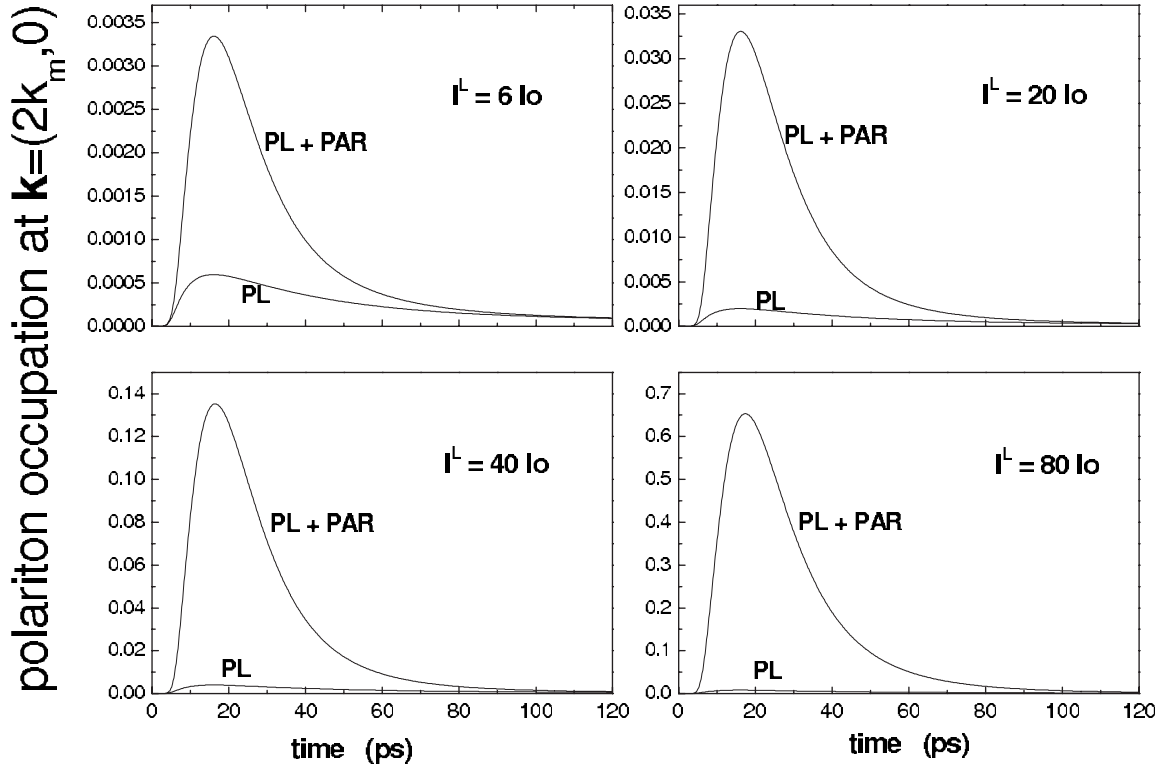 polariton occupation at k=(2k_m,0)
0.0035
0.0030
0.0025
0.0020
0.0015
0.0010
0.0005
0.0000
I^L = 6 Io
PL + PAR
PL
0.035
0.030
0.025
0.020
0.015
0.010
0.005
0.000
I^L = 20 Io
PL + PAR
PL
0.14
0.12
0.10
0.08
0.06
0.04
0.02
0.00
I^L = 40 Io
PL + PAR
PL
0 20 40 60 80 100 120
time (ps)
0.7
0.6
0.5
0.4
0.3
0.2
0.1
0.0
I^L = 80 Io
PL + PAR
PL
0 20 40 60 80 100 120
time (ps)